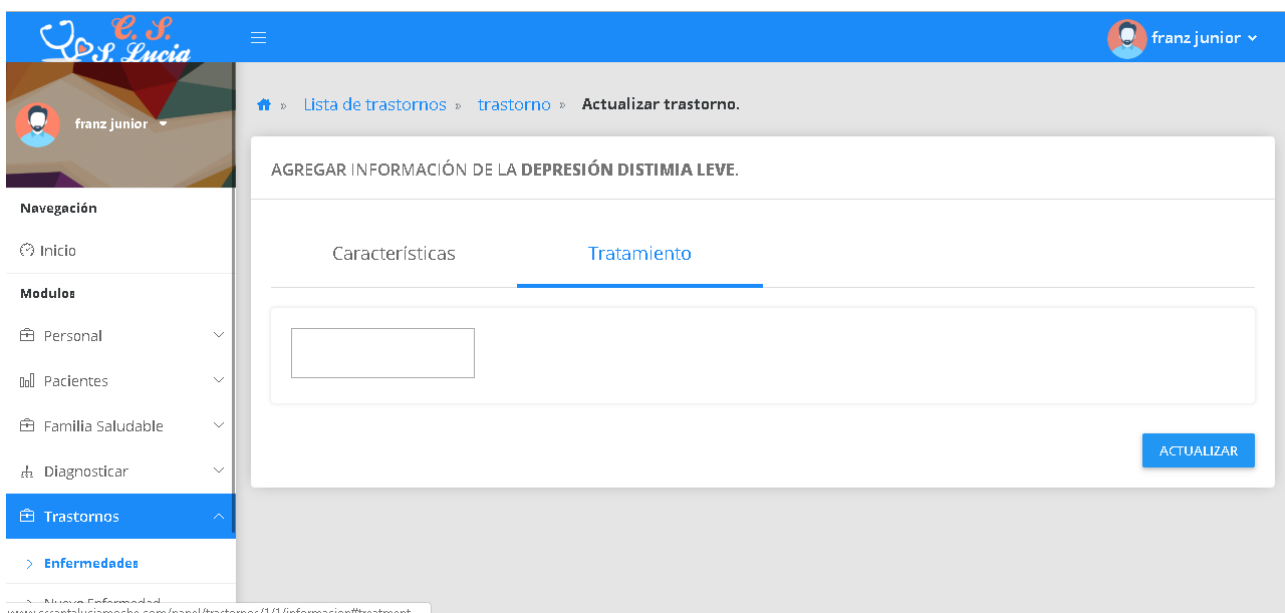 C. S.
S. Lucia
franz junior
Lista de trastornos » trastorno » Actualizar trastorno.
franz junior
AGREGAR INFORMACIÓN DE LA DEPRESIÓN DISTIMIA LEVE.
Navegación
Inicio
Características Tratamiento
Modulos
Personal
Pacientes
Familia Saludable
Diagnosticar
ACTUALIZAR
Trastornos
Enfermedades